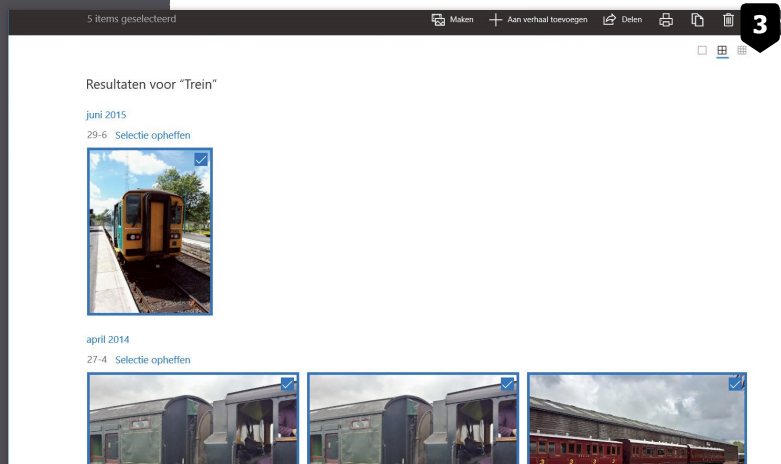 5 items geselecteerd
Maken
Aan verhaal toevoegen
Delen
3
Resultaten voor "Trein"
juni 2015
29-6 Selectie opheffen
april 2014
27-4 Selectie opheffen